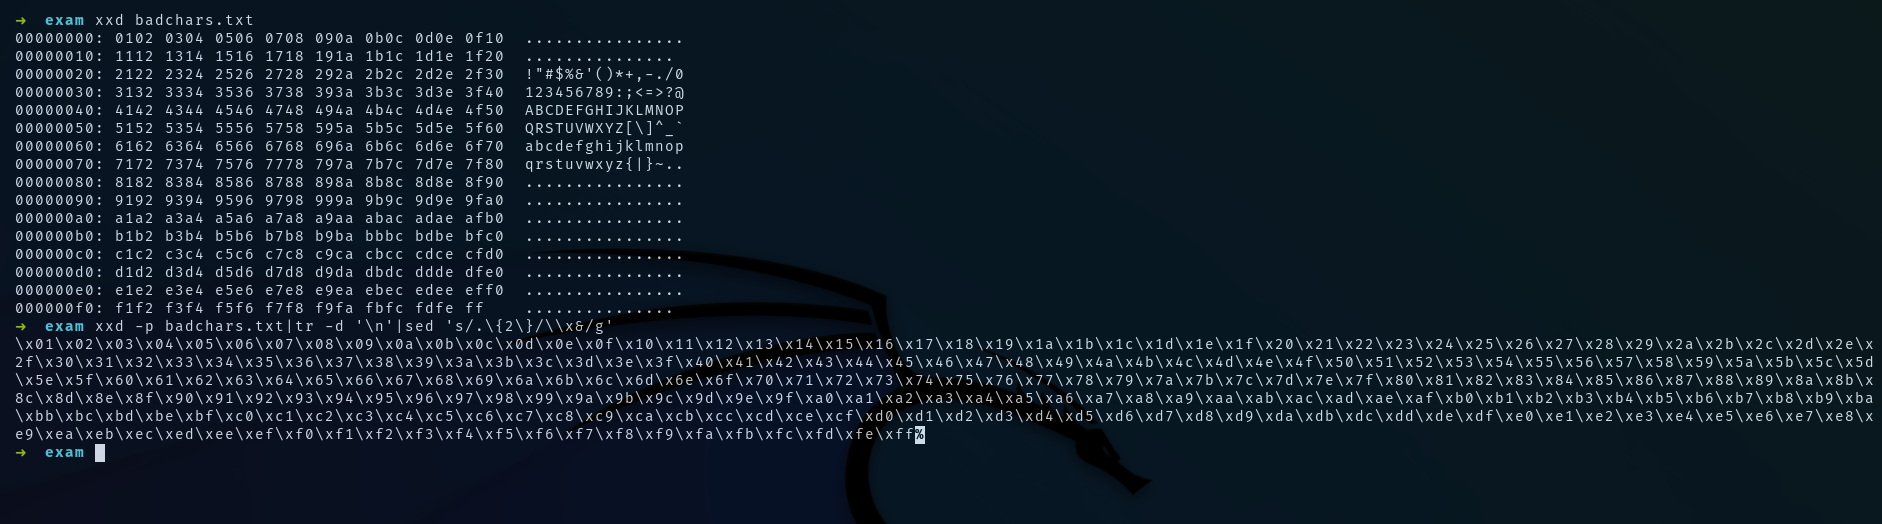 → exam xxd badchars.txt
00000000: 0102 0304 0506 0708 090a 0b0c 0d0e 0f10  ................
00000010: 1112 1314 1516 1718 191a 1b1c 1d1e 1f20  ...............
00000020: 2122 2324 2526 2728 292a 2b2c 2d2e 2f30  !"#$%&'()*+,-./0
00000030: 3132 3334 3536 3738 393a 3b3c 3d3e 3f40  123456789:;<=>?@
00000040: 4142 4344 4546 4748 494a 4b4c 4d4e 4f50  ABCDEFGHIJKLMNOP
00000050: 5152 5354 5556 5758 595a 5b5c 5d5e 5f60  QRSTUVWXYZ[\]^_`
00000060: 6162 6364 6566 6768 696a 6b6c 6d6e 6f70  abcdefghijklmnop
00000070: 7172 7374 7576 7778 797a 7b7c 7d7e 7f80  qrstuvwxyz{|}~..
00000080: 8182 8384 8586 8788 898a 8b8c 8d8e 8f90  ................
00000090: 9192 9394 9596 9798 999a 9b9c 9d9e 9fa0  ................
000000a0: a1a2 a3a4 a5a6 a7a8 a9aa abac adae afb0  ................
000000b0: b1b2 b3b4 b5b6 b7b8 b9ba bbbc bdbe bfc0  ................
000000c0: c1c2 c3c4 c5c6 c7c8 c9ca cbcc cdce cfd0  ................
000000d0: d1d2 d3d4 d5d6 d7d8 d9da dbdc ddde dfe0  ................
000000e0: e1e2 e3e4 e5e6 e7e8 e9ea ebec edee eff0  ................
000000f0: f1f2 f3f4 f5f6 f7f8 f9fa fbfc fdfe ff    ...............
→ exam xxd -p badchars.txt|tr -d '\n'|sed 's/.\{2\}/\\x&/g'
\x01\x02\x03\x04\x05\x06\x07\x08\x09\x0a\x0b\x0c\x0d\x0e\x0f\x10\x11\x12\x13\x14\x15\x16\x17\x18\x19\x1a\x1b\x1c\x1d\x1e\x1f\x20\x21\x22\x23\x24\x25\x26\x27\x28\x29\x2a\x2b\x2c\x2d\x2e\x
2f\x30\x31\x32\x33\x34\x35\x36\x37\x38\x39\x3a\x3b\x3c\x3d\x3e\x3f\x40\x41\x42\x43\x44\x45\x46\x47\x48\x49\x4a\x4b\x4c\x4d\x4e\x4f\x50\x51\x52\x53\x54\x55\x56\x57\x58\x59\x5a\x5b\x5c\x5d
\x5e\x5f\x60\x61\x62\x63\x64\x65\x66\x67\x68\x69\x6a\x6b\x6c\x6d\x6e\x6f\x70\x71\x72\x73\x74\x75\x76\x77\x78\x79\x7a\x7b\x7c\x7d\x7e\x7f\x80\x81\x82\x83\x84\x85\x86\x87\x88\x89\x8a\x8b\x
8c\x8d\x8e\x8f\x90\x91\x92\x93\x94\x95\x96\x97\x98\x99\x9a\x9b\x9c\x9d\x9e\x9f\xa0\xa1\xa2\xa3\xa4\xa5\xa6\xa7\xa8\xa9\xaa\xab\xac\xad\xae\xaf\xb0\xb1\xb2\xb3\xb4\xb5\xb6\xb7\xb8\xb9\xba
\xbb\xbc\xbd\xbe\xbf\xc0\xc1\xc2\xc3\xc4\xc5\xc6\xc7\xc8\xc9\xca\xcb\xcc\xcd\xce\xcf\xd0\xd1\xd2\xd3\xd4\xd5\xd6\xd7\xd8\xd9\xda\xdb\xdc\xdd\xde\xdf\xe0\xe1\xe2\xe3\xe4\xe5\xe6\xe7\xe8\x
e9\xea\xeb\xec\xed\xee\xef\xf0\xf1\xf2\xf3\xf4\xf5\xf6\xf7\xf8\xf9\xfa\xfb\xfc\xfd\xfe\xff%
→ exam